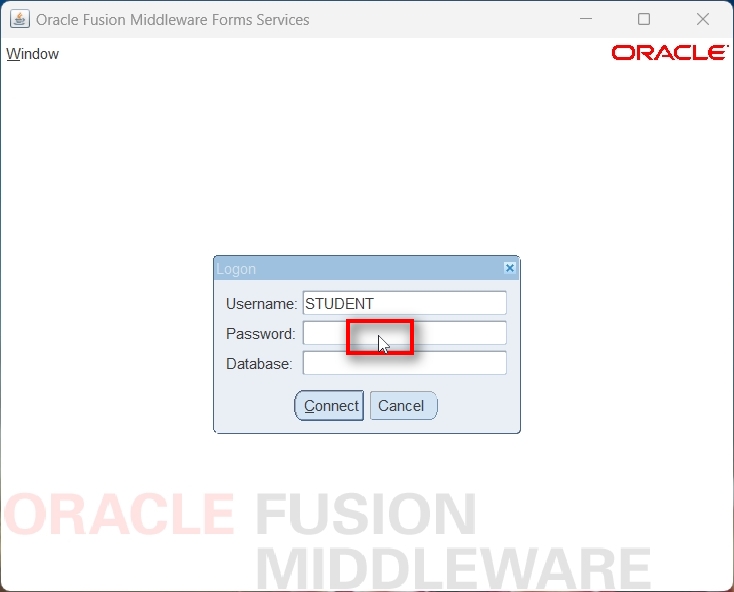 Oracle Fusion Middleware Forms Services
Window
ORACLE
Logon
Username: STUDENT
Password:
Database:
Connect Cancel
ORACLE FUSION
MIDDLEWARE